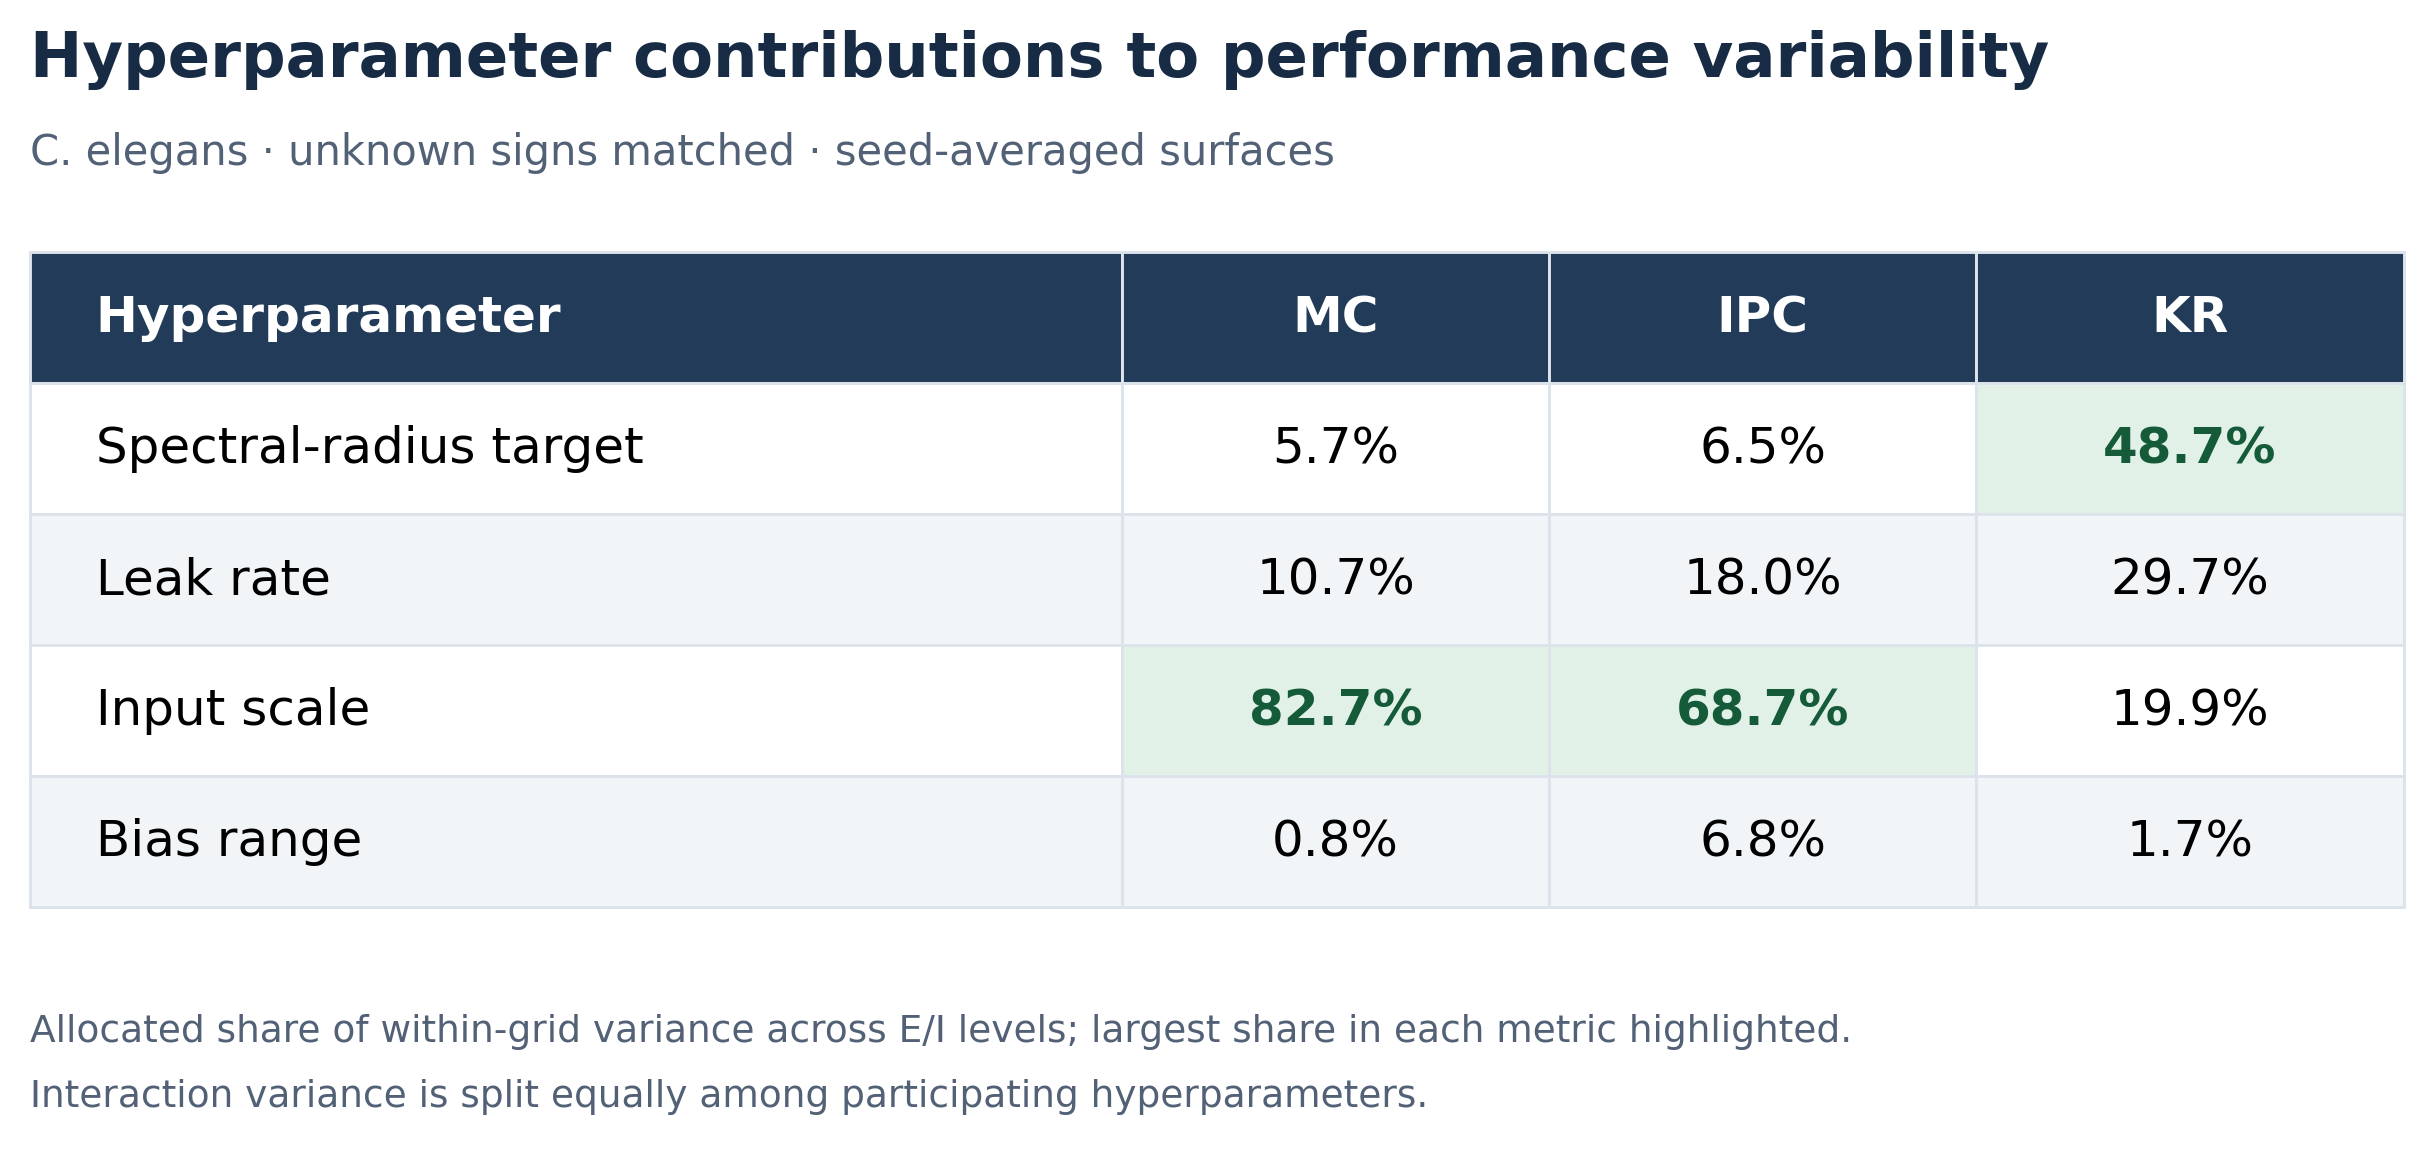 Hyperparameter contributions to performance variability
C. elegans · unknown signs matched · seed-averaged surfaces
Hyperparameter MC IPC KR
Spectral-radius target 5.7% 6.5% 48.7%
Leak rate 10.7% 18.0% 29.7%
Input scale 82.7% 68.7% 19.9%
Bias range 0.8% 6.8% 1.7%
Allocated share of within-grid variance across E/I levels; largest share in each metric highlighted.
Interaction variance is split equally among participating hyperparameters.